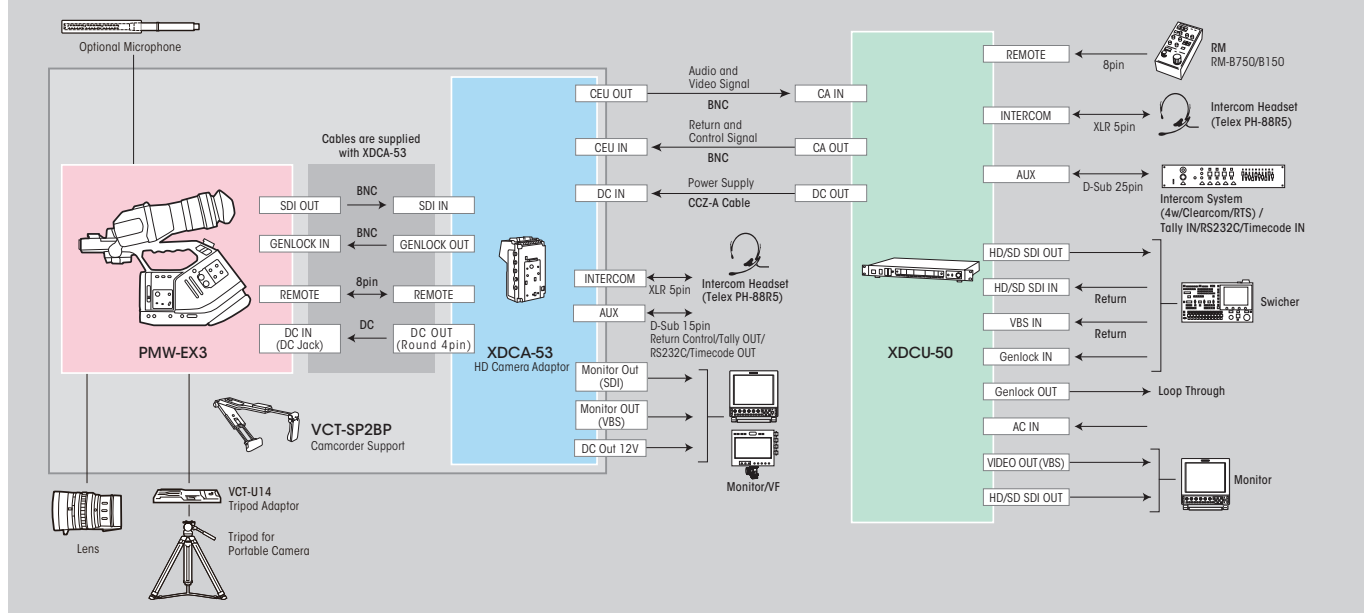 Optional Microphone
Cables are supplied
with XDCA-53
SDI OUT
BNC
SDI IN
GENLOCK IN
BNC
GENLOCK OUT
REMOTE
8pin
REMOTE
DC IN
(DC Jack)
DC
DC OUT
(Round 4pin)
PMW-EX3
VCT-SP2BP
Camcorder Support
XDCA-53
HD Camera Adaptor
CEU OUT
Audio and
Video Signal
BNC
CA IN
CEU IN
Return and
Control Signal
BNC
CA OUT
DC IN
Power Supply
CCZ-A Cable
DC OUT
INTERCOM
XLR 5pin
Intercom Headset
(Telex PH-88R5)
AUX
D-Sub 15pin
Return Control/Tally OUT/
RS232C/Timecode OUT
Monitor Out
(SDI)
Monitor OUT
(VBS)
DC Out 12V
Monitor/VF
Lens
VCT-U14
Tripod Adaptor
Tripod for
Portable Camera
XDCU-50
REMOTE
8pin
RM
RM-B750/B150
INTERCOM
XLR 5pin
Intercom Headset
(Telex PH-88R5)
AUX
D-Sub 25pin
Intercom System
(4w/Clearcom/RTS) /
Tally IN/RS232C/Timecode IN
HD/SD SDI OUT
HD/SD SDI IN
Return
VBS IN
Return
Genlock IN
Swicher
Genlock OUT
Loop Through
AC IN
VIDEO OUT(VBS)
HD/SD SDI OUT
Monitor